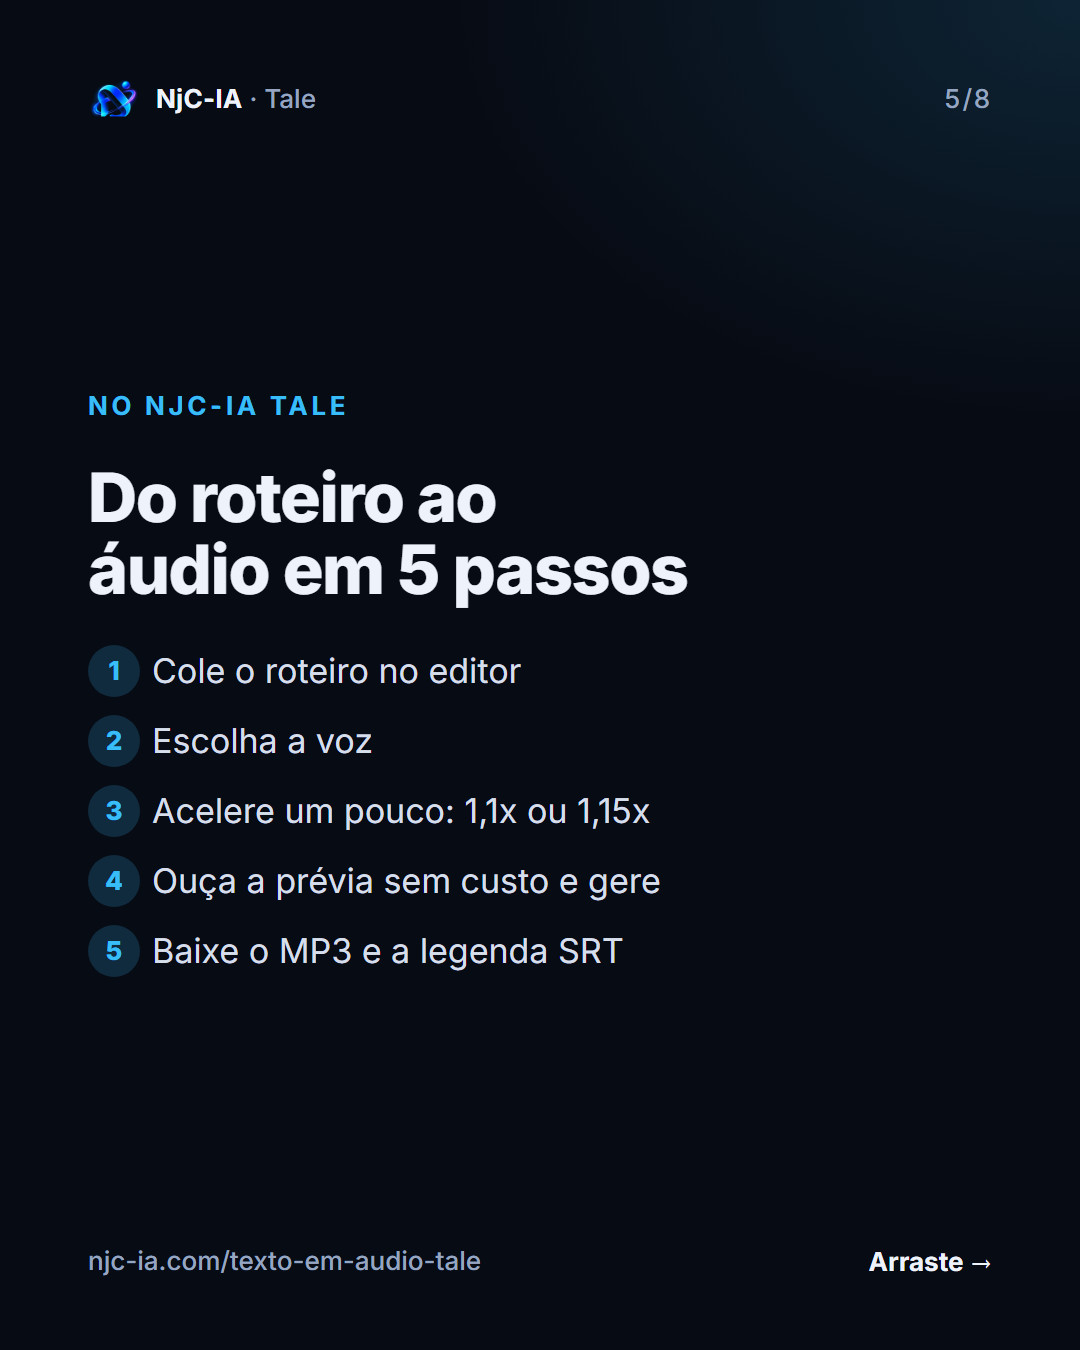 NjC-IA · Tale
5/8
NO NJC-IA TALE
Do roteiro ao
áudio em 5 passos
1 Cole o roteiro no editor
2 Escolha a voz
3 Acelere um pouco: 1,1x ou 1,15x
4 Ouça a prévia sem custo e gere
5 Baixe o MP3 e a legenda SRT
njc-ia.com/texto-em-audio-tale
Arraste →